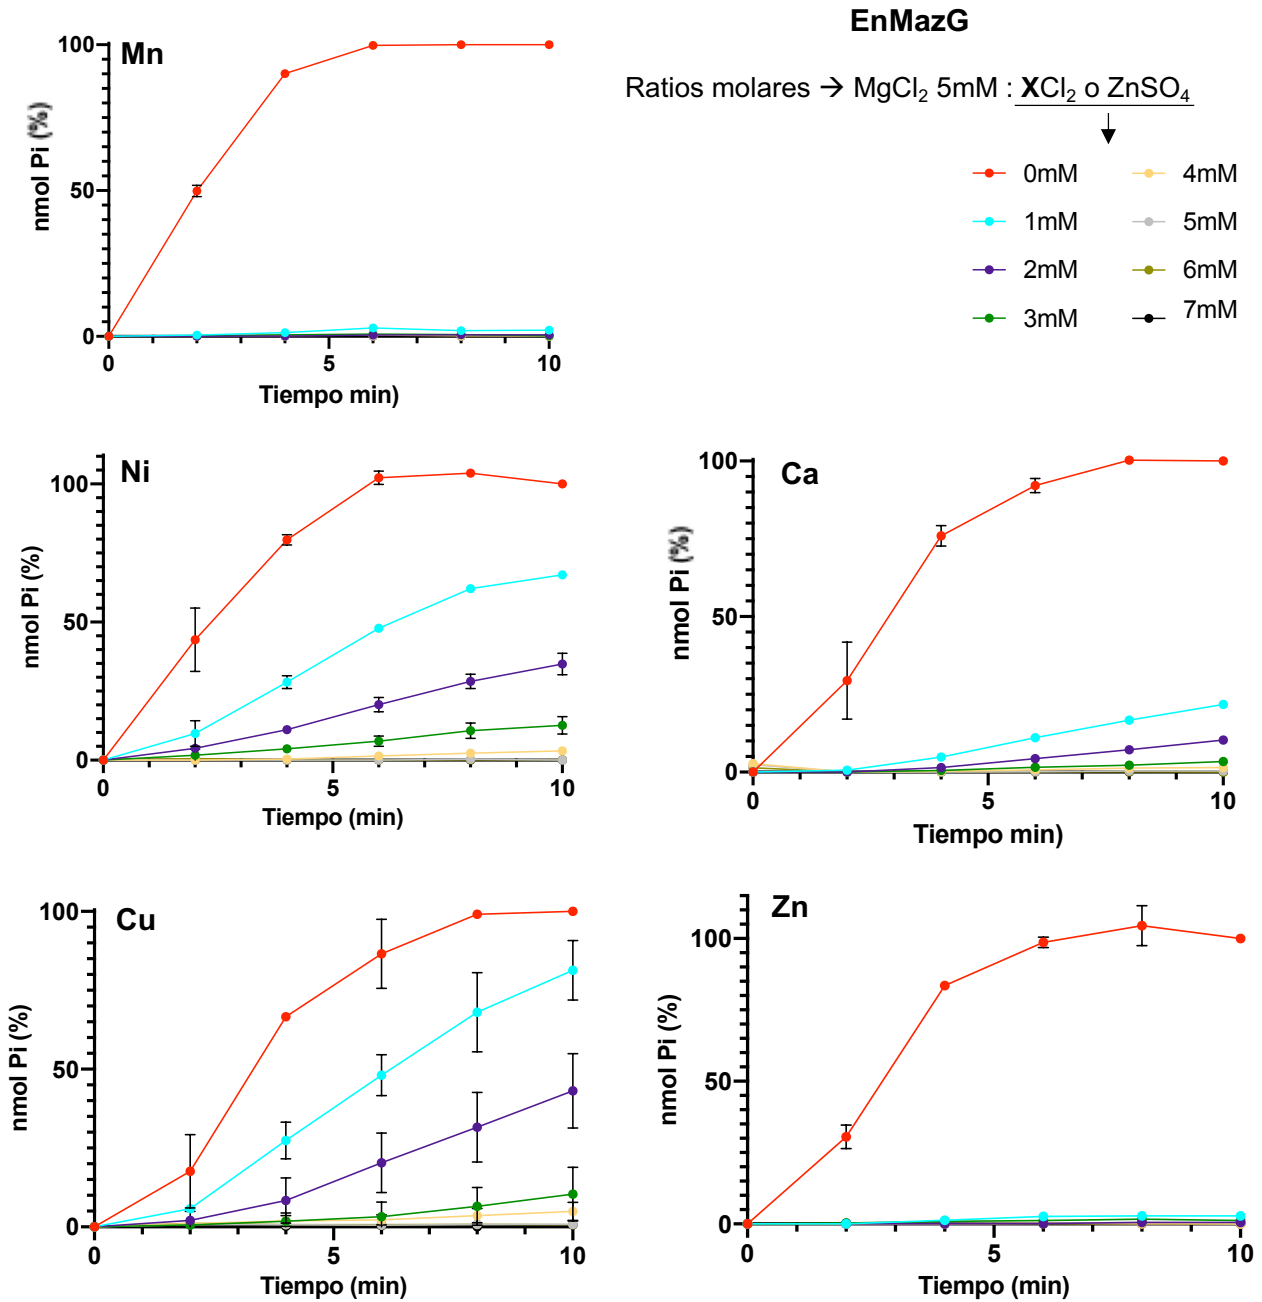 EnMazG
Ratios molares → MgCl₂ 5mM : XCl₂ o ZnSO₄
0mM 4mM
1mM 5mM
2mM 6mM
3mM 7mM
Mn
nmol Pi (%)
100
50
0
0 5 10
Tiempo min)
Ni
nmol Pi (%)
100
50
0
0 5 10
Tiempo (min)
Ca
nmol Pi (%)
100
50
0
0 5 10
Tiempo min)
Cu
nmol Pi (%)
100
50
0
0 5 10
Tiempo (min)
Zn
nmol Pi (%)
100
50
0
0 5 10
Tiempo (min)